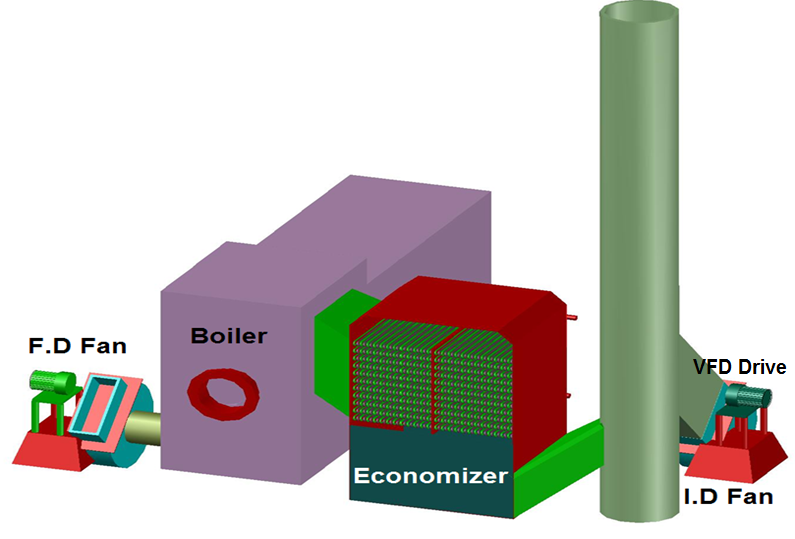 F.D Fan
Boiler
VFD Drive
Economizer
I.D Fan